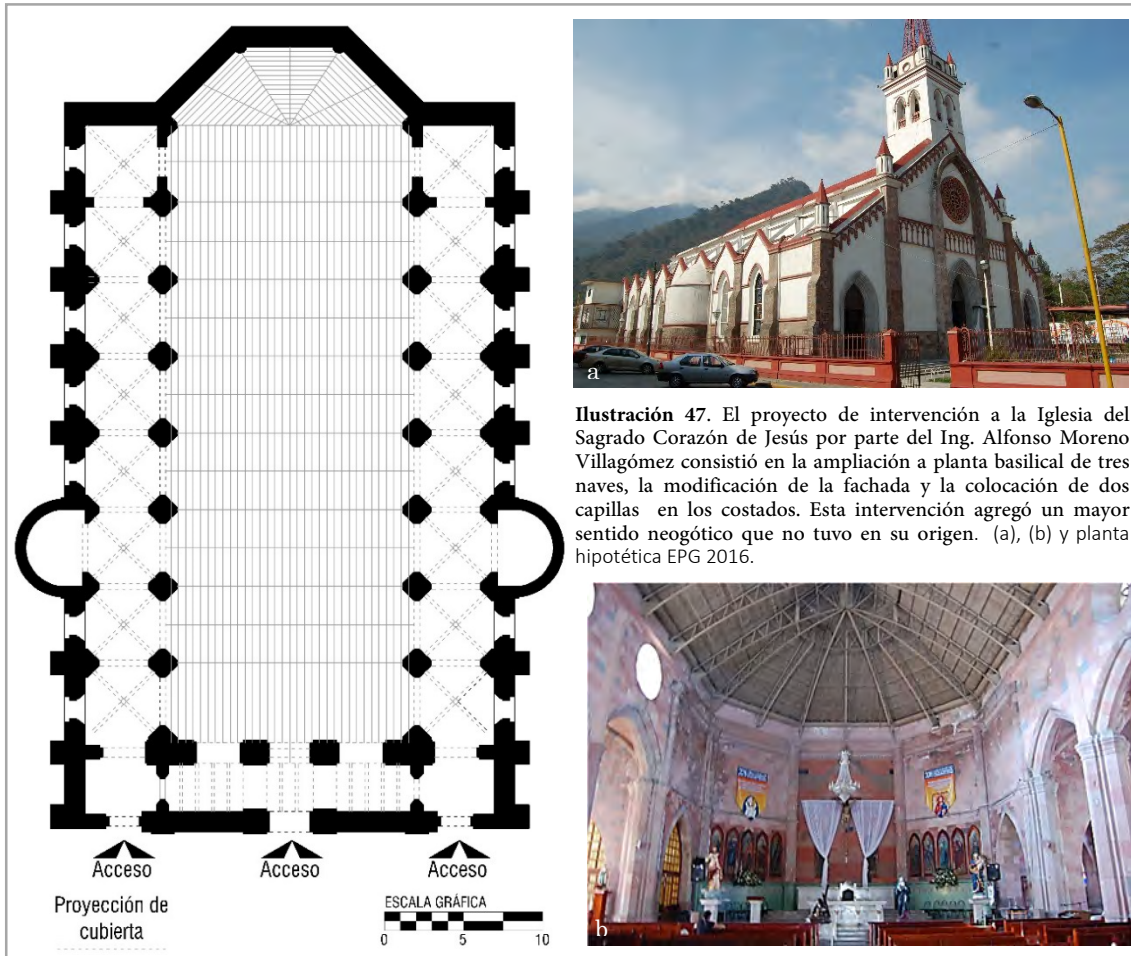 Acceso
Acceso
Acceso
Proyección de
cubierta
ESCALA GRÁFICA
0
5
10
a
Ilustración 47. El proyecto de intervención a la Iglesia del
Sagrado Corazón de Jesús por parte del Ing. Alfonso Moreno
Villagómez consistió en la ampliación a planta basilical de tres
naves, la modificación de la fachada y la colocación de dos
capillas en los costados. Esta intervención agregó un mayor
sentido neogótico que no tuvo en su origen. (a), (b) y planta
hipotética EPG 2016.
b